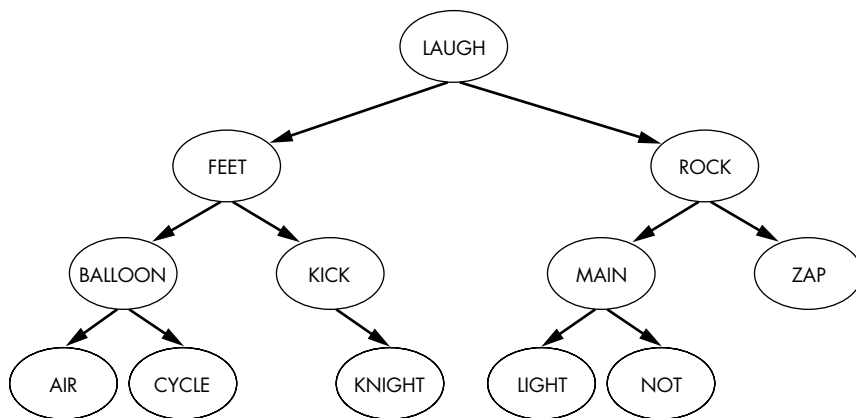 LAUGH
FEET ROCK
BALLOON KICK MAIN ZAP
AIR CYCLE KNIGHT LIGHT NOT